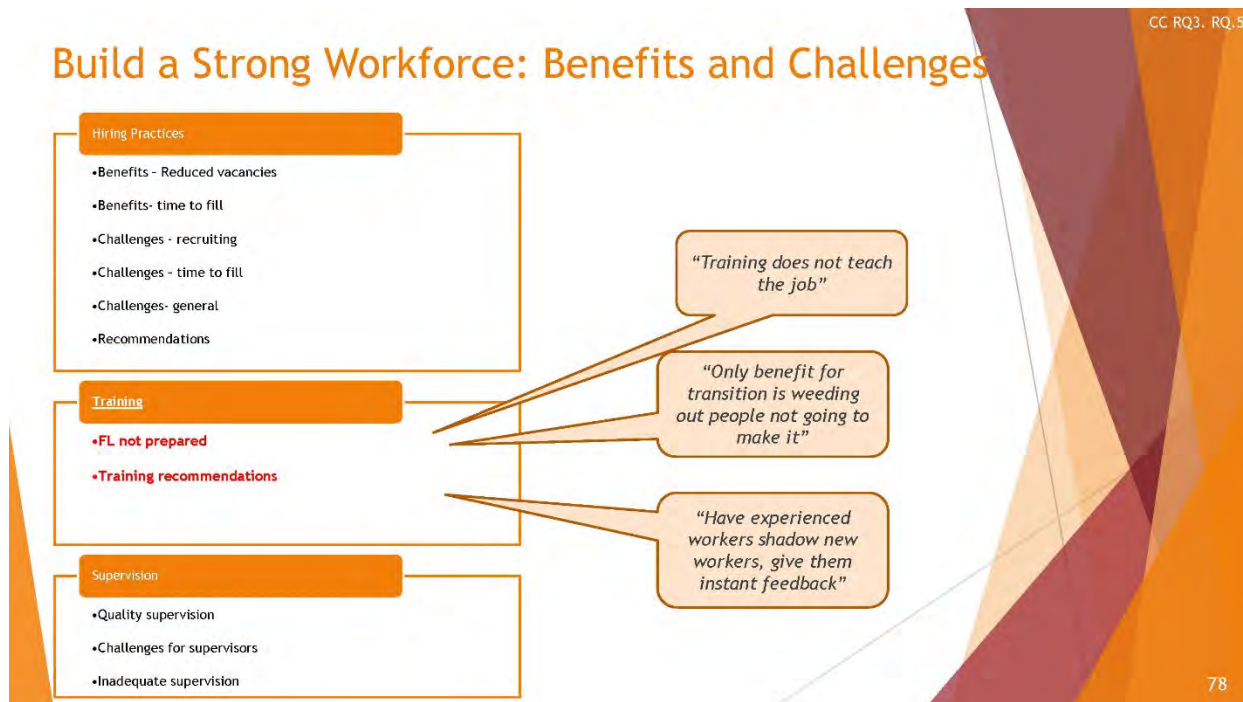 CC RQ3. RQ.5
Build a Strong Workforce: Benefits and Challenges
Hiring Practices
•Benefits – Reduced vacancies
•Benefits- time to fill
•Challenges - recruiting
•Challenges – time to fill
•Challenges- general
•Recommendations
Training
•FL not prepared
•Training recommendations
Supervision
•Quality supervision
•Challenges for supervisors
•Inadequate supervision
“Training does not teach
the job”
“Only benefit for
transition is weeding
out people not going to
make it”
“Have experienced
workers shadow new
workers, give them
instant feedback”
78